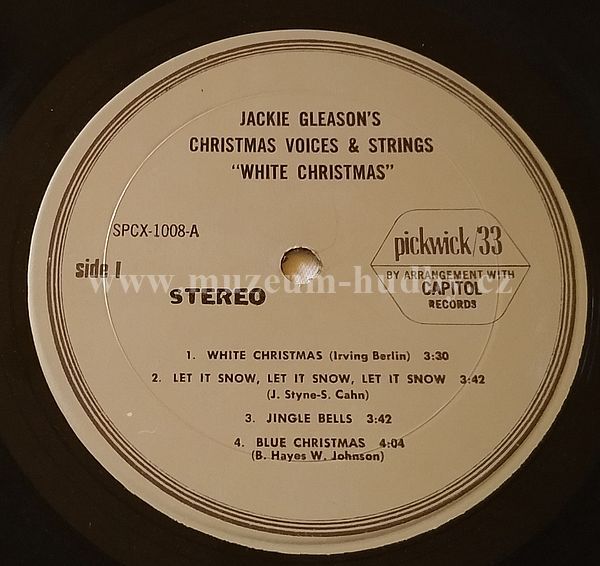 JACKIE GLEASON'S
CHRISTMAS VOICES & STRINGS
"WHITE CHRISTMAS"
SPCX-1008-A
side I
STEREO
pickwick/33
BY ARRANGEMENT WITH
CAPITOL
RECORDS
www.muzeum-hudby.cz
1. WHITE CHRISTMAS (Irving Berlin) 3:30
2. LET IT SNOW, LET IT SNOW, LET IT SNOW 3:42
(J. Styne-S. Cahn)
3. JINGLE BELLS 3:42
4. BLUE CHRISTMAS 4:04
(B. Hayes W. Johnson)